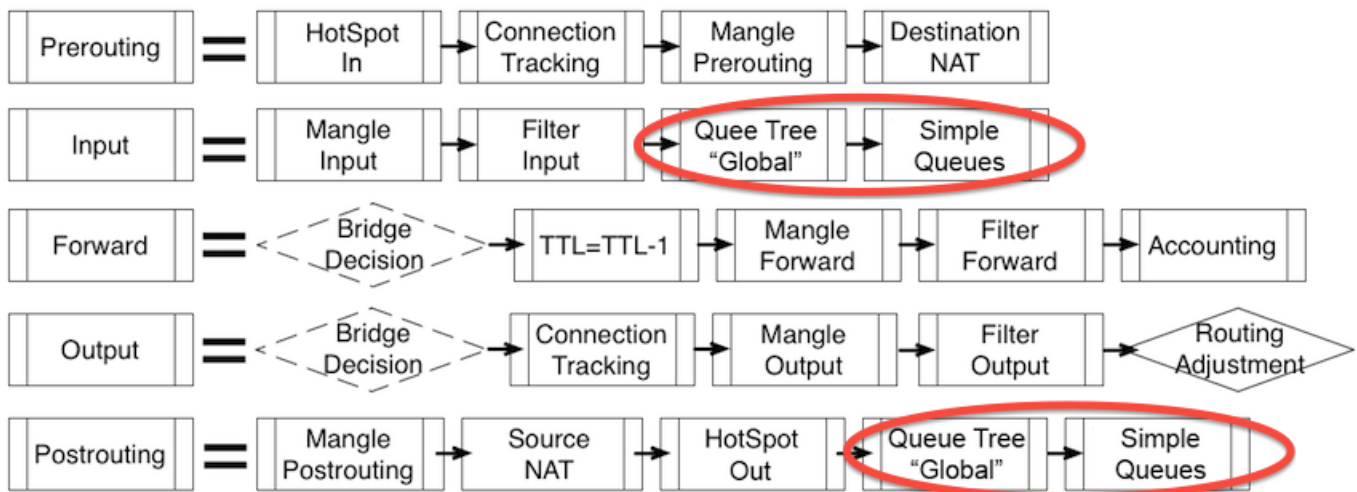 Prerouting = HotSpot In Connection Tracking Mangle Prerouting Destination NAT
Input = Mangle Input Filter Input Quee Tree “Global” Simple Queues
Forward = Bridge Decision TTL=TTL-1 Mangle Forward Filter Forward Accounting
Output = Bridge Decision Connection Tracking Mangle Output Filter Output Routing Adjustment
Postrouting = Mangle Postrouting Source NAT HotSpot Out Queue Tree “Global” Simple Queues